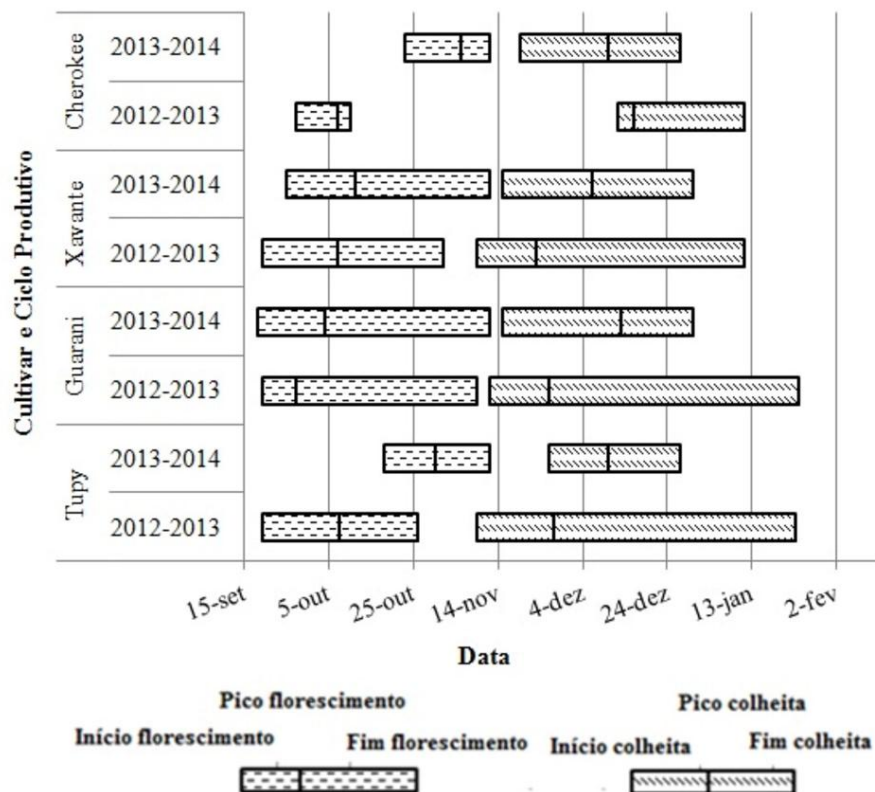 Cultivar e Ciclo Produtivo
Cherokee
2013-2014
2012-2013
Xavante
2013-2014
2012-2013
Guarani
2013-2014
2012-2013
Tupy
2013-2014
2012-2013
15-set 5-out 25-out 14-nov 4-dez 24-dez 13-jan 2-fev
Data
Pico florescimento Pico colheita
Início florescimento Fim florescimento Início colheita Fim colheita